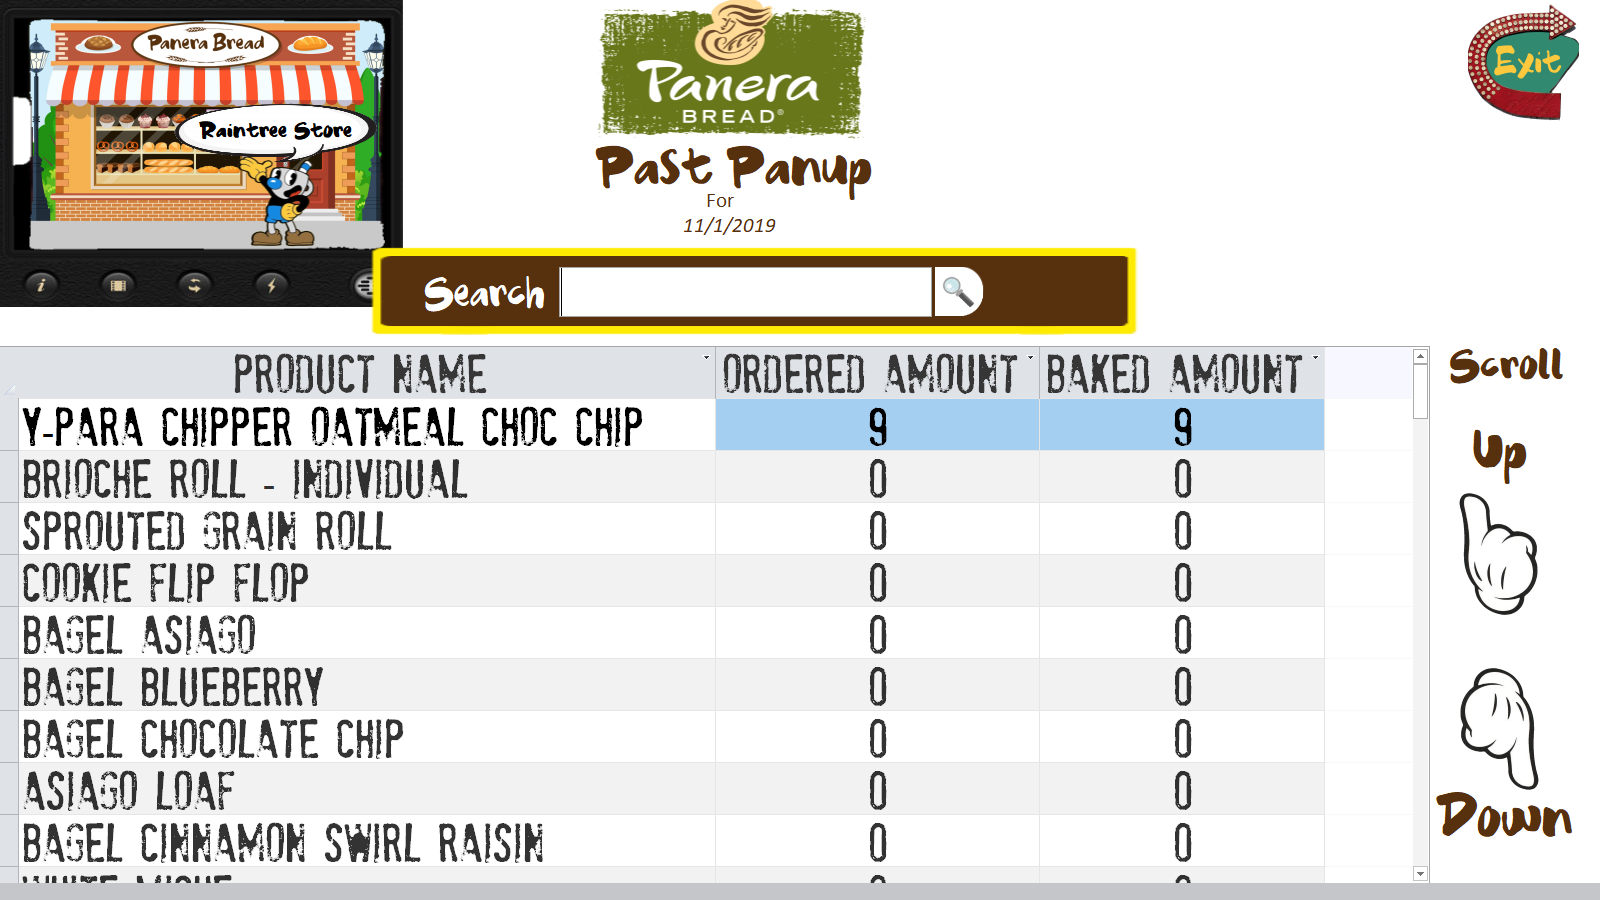 Panera Bread
Raintree Store
Panera
BREAD®
Past Panup
For
11/1/2019
Exit
Search
PRODUCT NAME ORDERED AMOUNT BAKED AMOUNT
Y-PARA CHIPPER OATMEAL CHOC CHIP 9 9
BRIOCHE ROLL - INDIVIDUAL 0 0
SPROUTED GRAIN ROLL 0 0
COOKIE FLIP FLOP 0 0
BAGEL ASIAGO 0 0
BAGEL BLUEBERRY 0 0
BAGEL CHOCOLATE CHIP 0 0
ASIAGO LOAF 0 0
BAGEL CINNAMON SWIRL RAISIN 0 0
Scroll
Up
Down